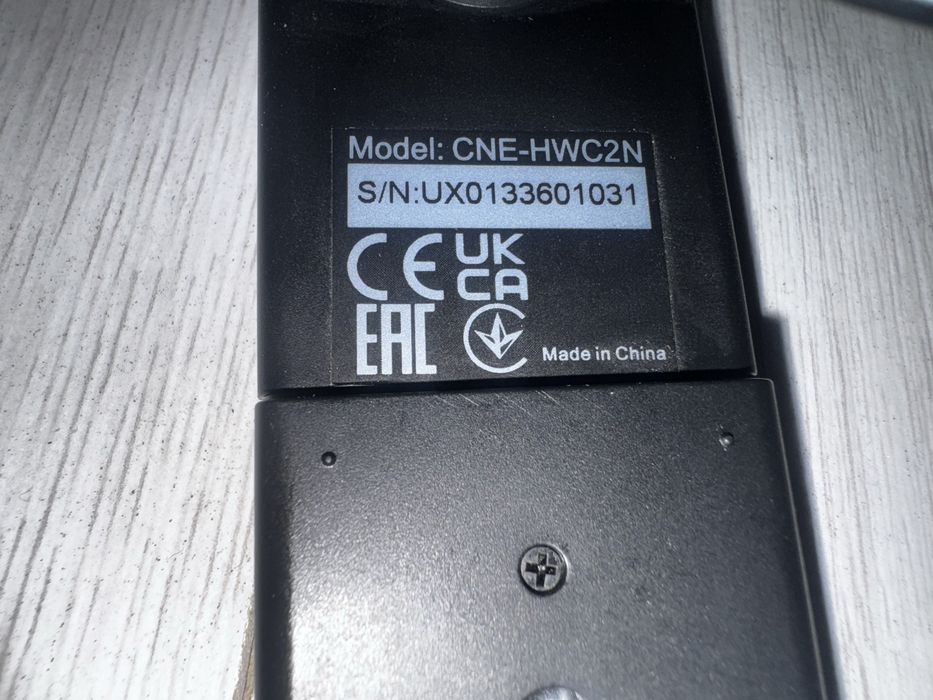 Model: CNE-HWC2N
S/N:UX0133601031
CE UK
CA
EAC
Made in China